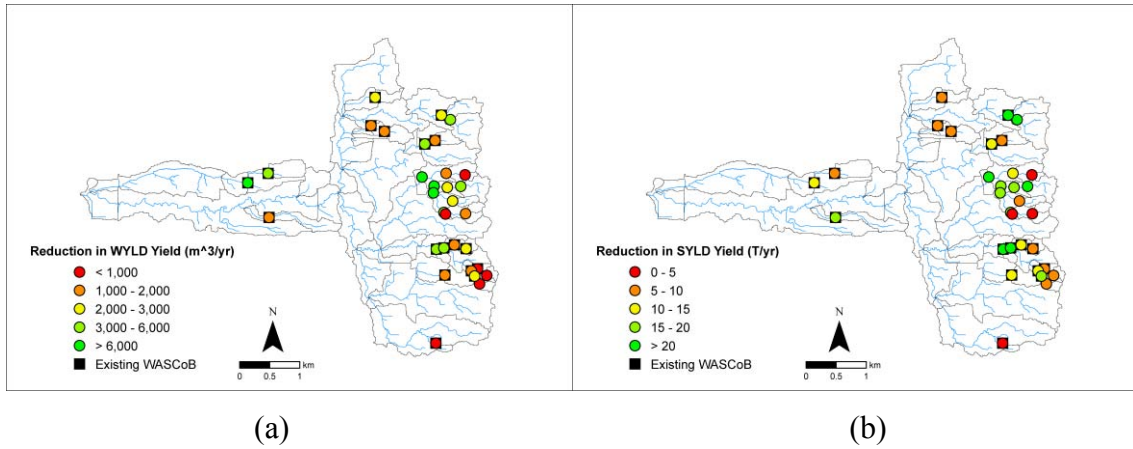 Reduction in WYLD Yield (m^3/yr)
< 1,000
1,000 - 2,000
2,000 - 3,000
3,000 - 6,000
> 6,000
Existing WASCoB
N
km
0 0.5 1
Reduction in SYLD Yield (T/yr)
0 - 5
5 - 10
10 - 15
15 - 20
> 20
Existing WASCoB
N
km
0 0.5 1
(a)
(b)